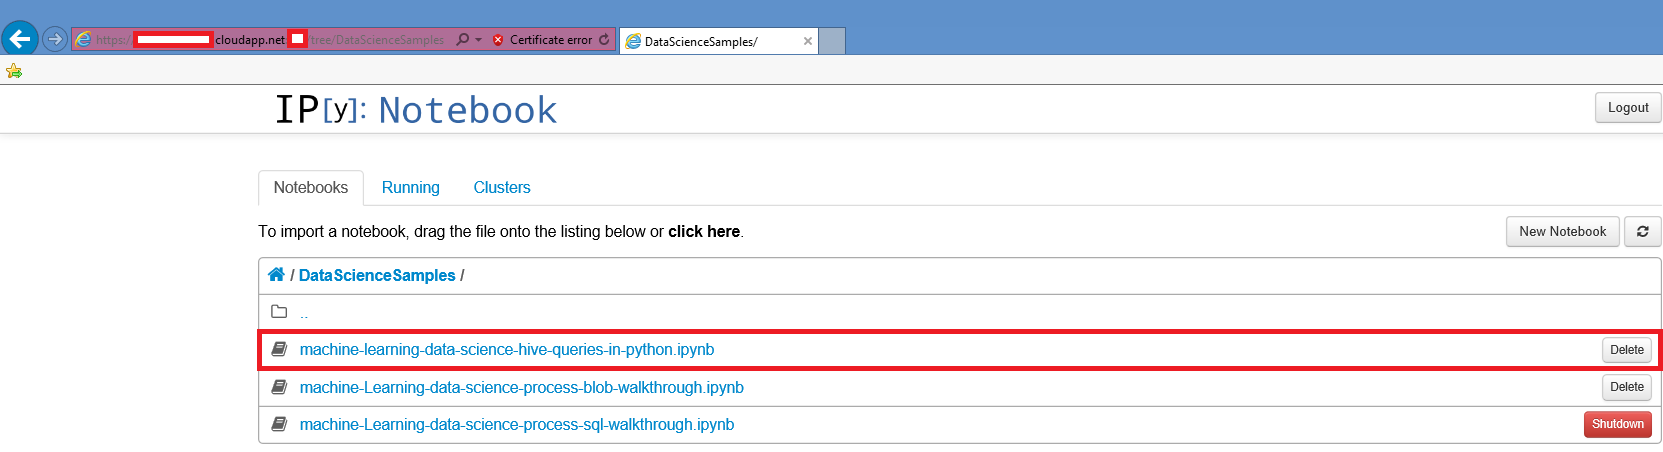 https:// cloudapp.net /tree/DataScienceSamples Certificate error DataScienceSamples/
IP[y]: Notebook Logout
Notebooks Running Clusters
To import a notebook, drag the file onto the listing below or click here. New Notebook
/ DataScienceSamples /
..
machine-learning-data-science-hive-queries-in-python.ipynb Delete
machine-Learning-data-science-process-blob-walkthrough.ipynb Delete
machine-Learning-data-science-process-sql-walkthrough.ipynb Shutdown